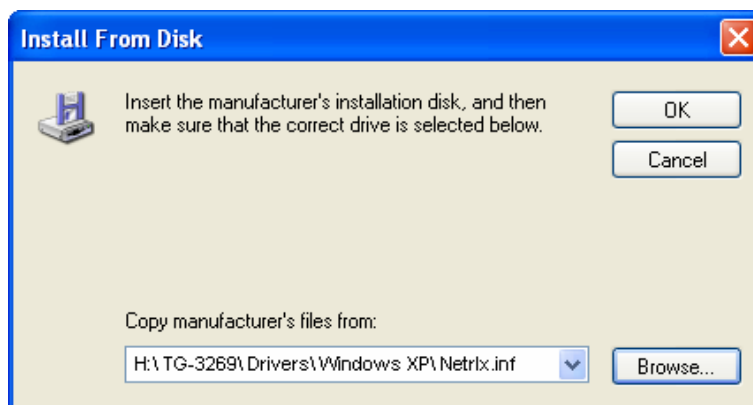 Install From Disk
Insert the manufacturer's installation disk, and then
make sure that the correct drive is selected below.
OK
Cancel
Copy manufacturer's files from:
H:\TG-3269\Drivers\Windows XP\Netrlx.inf
Browse...